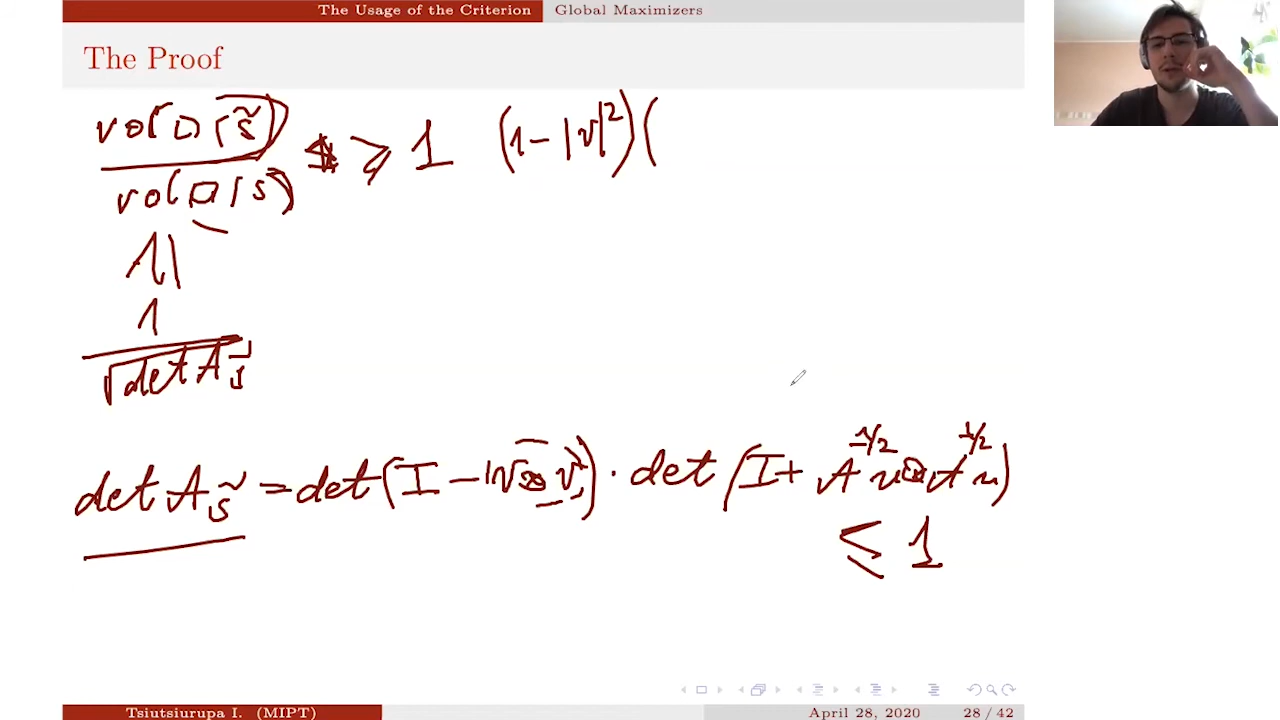 The Usage of the Criterion Global Maximizers
The Proof
vol(□|s̃) / vol(□|s) ≥ 1 (1 - |v|²)(
1
√det A_s̃
det A_s̃ = det(I - v ⊗ v) · det(I + A^{-1/2}u ⊗ A^{-1/2}u)
≤ 1
Tsiutsiurupa I. (MIPT) April 28, 2020 28 / 42